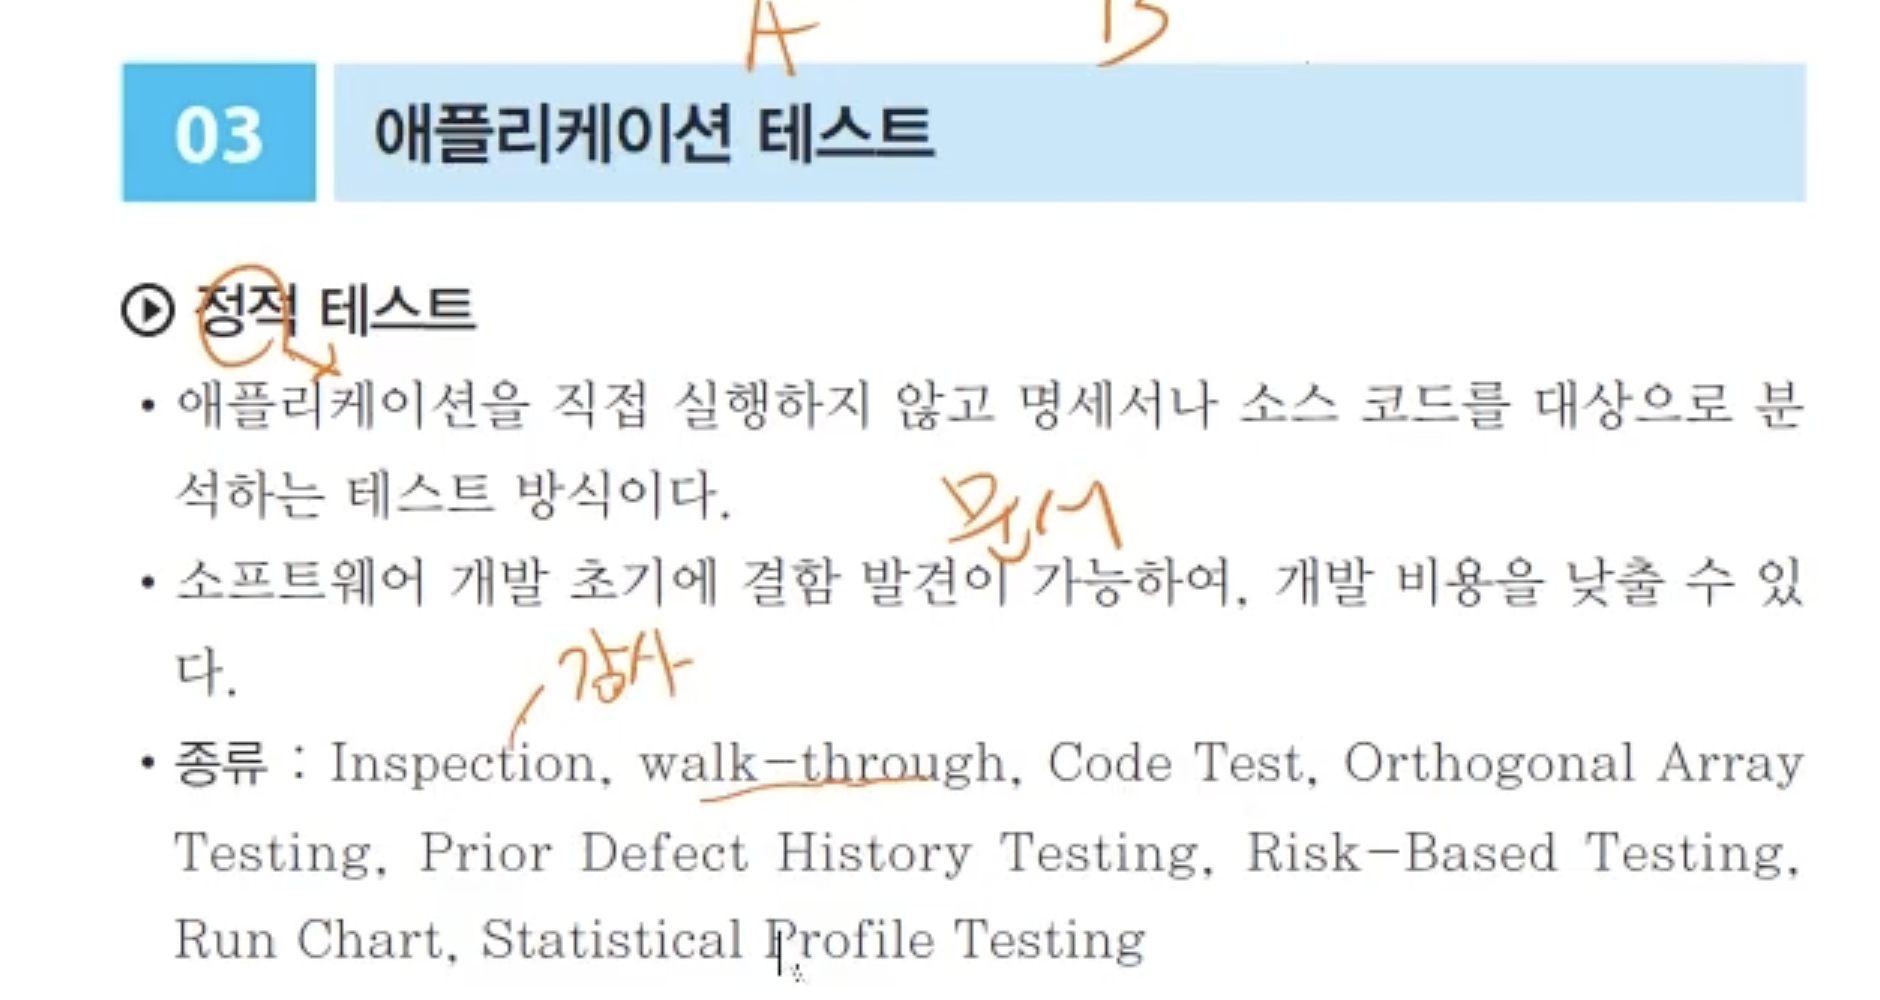 A B
03 애플리케이션 테스트
정적 테스트
• 애플리케이션을 직접 실행하지 않고 명세서나 소스 코드를 대상으로 분
석하는 테스트 방식이다.
문서
• 소프트웨어 개발 초기에 결함 발견이 가능하여, 개발 비용을 낮출 수 있
다.
강사
• 종류 : Inspection, walk-through, Code Test, Orthogonal Array
Testing, Prior Defect History Testing, Risk-Based Testing,
Run Chart, Statistical Profile Testing